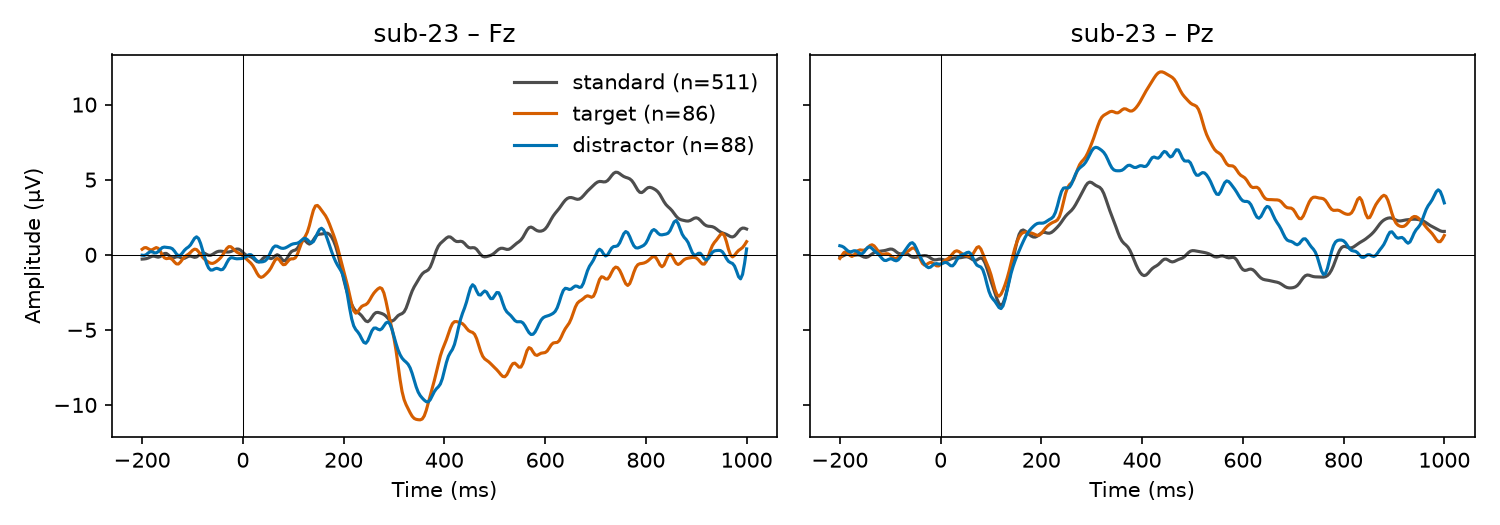 sub-23 – Fz
sub-23 – Pz
standard (n=511)
target (n=86)
distractor (n=88)
Amplitude (µV)
10
5
0
−5
−10
−200
0
200
400
600
800
1000
−200
0
200
400
600
800
1000
Time (ms)
Time (ms)